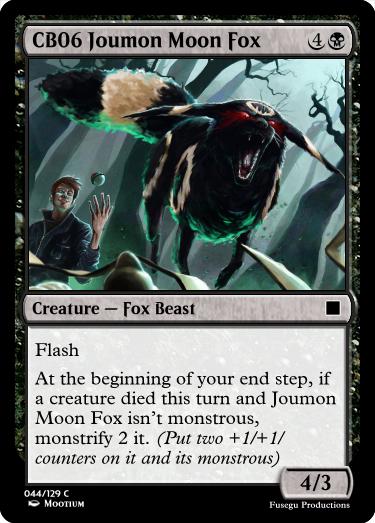 CB06 Joumon Moon Fox 4
Creature — Fox Beast
Flash
At the beginning of your end step, if
a creature died this turn and Joumon
Moon Fox isn't monstrous,
monstrify 2 it. (Put two +1/+1/
counters on it and its monstrous)
4/3
044/129 C
Mootium
Fusegu Productions